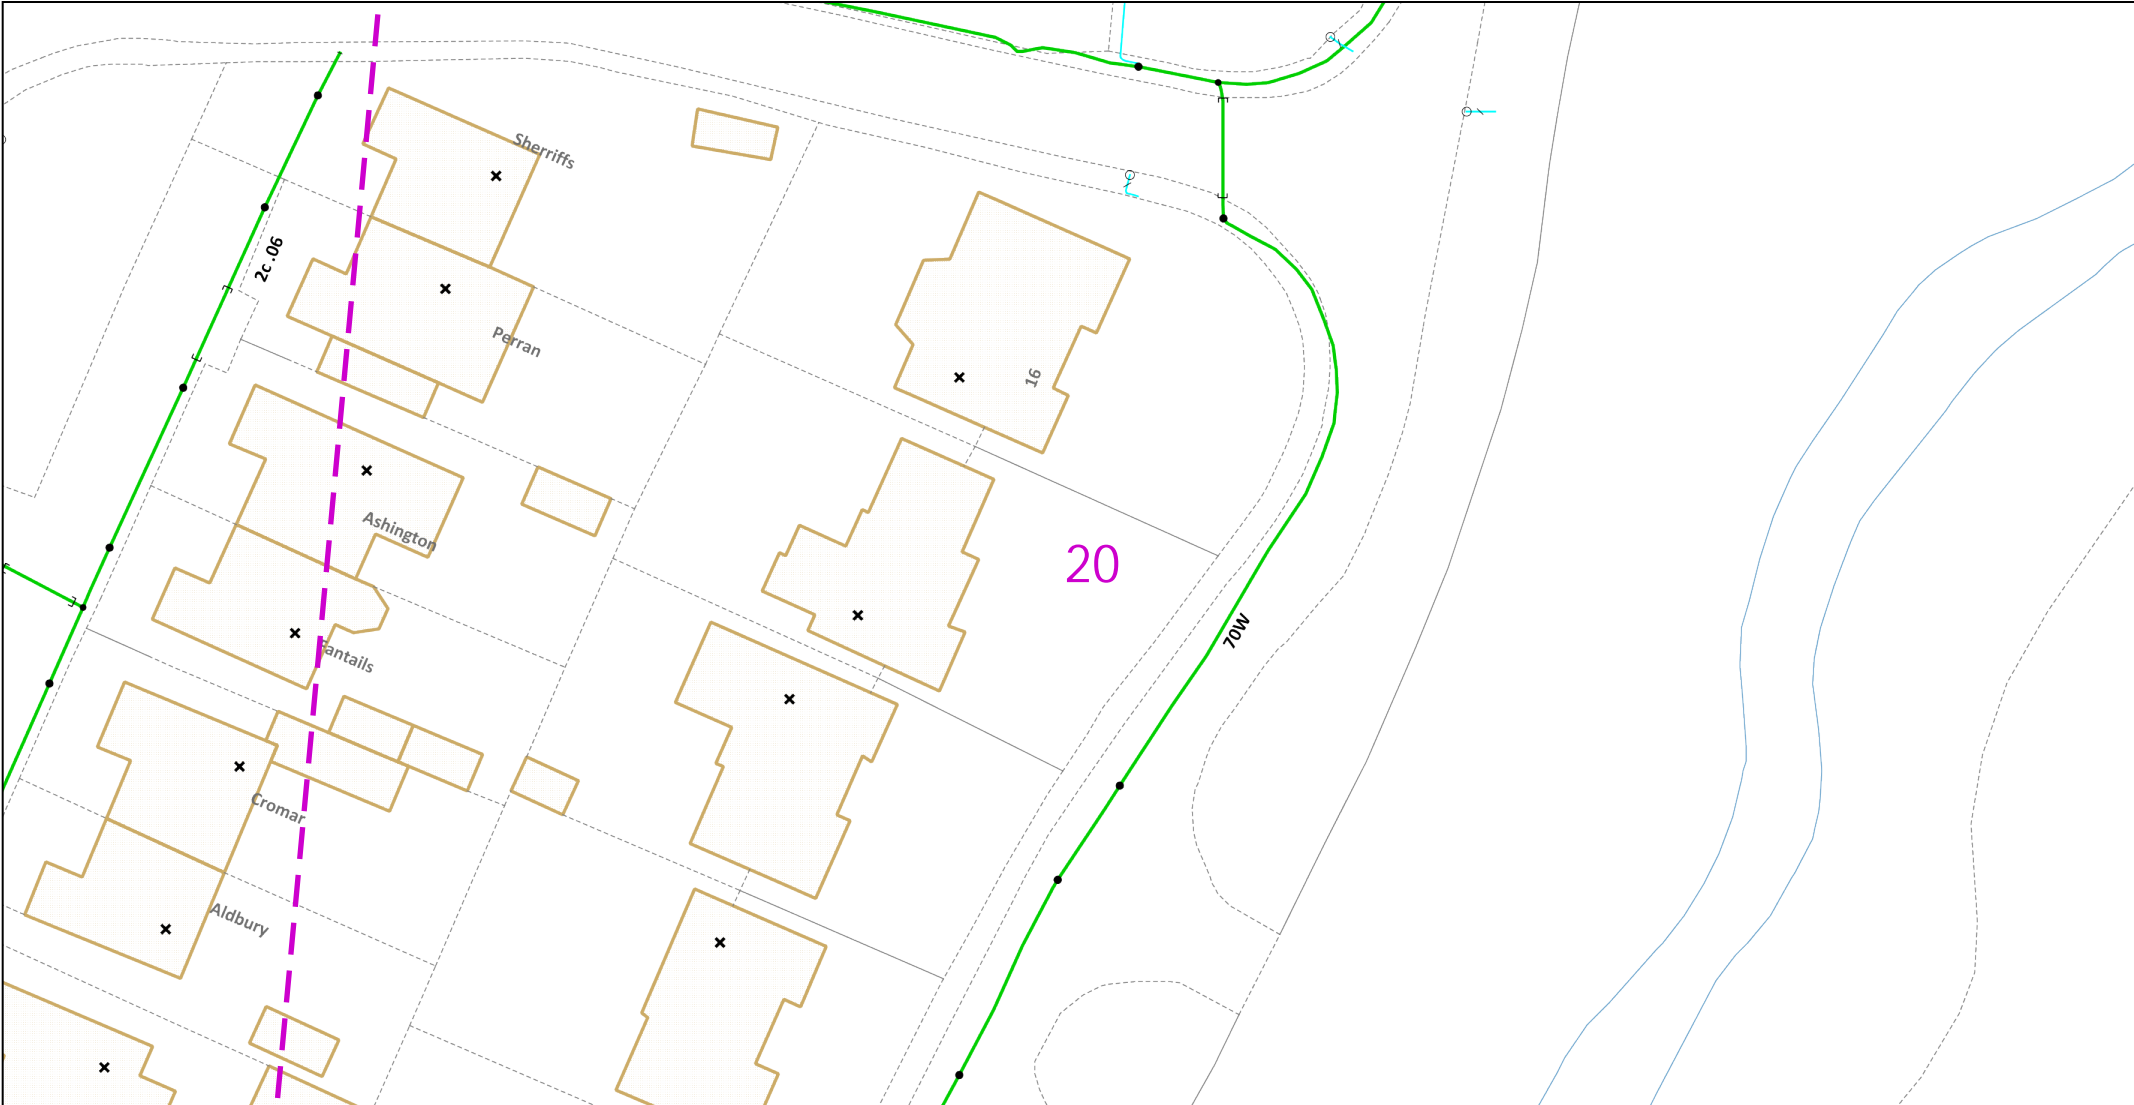 Sherriffs
2c .06
Perran
16
Ashington
20
70W
Fantails
Cromar
Aldbury